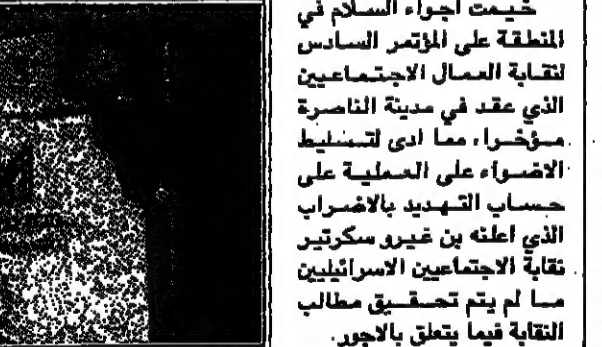 خيمت اجواء السلام في
المنطقة على المؤتمر السادس
لنقابة العمال الاجتماعيين
الذي عقد في مدينة الناصرة
مؤخرا، مما ادى لتسليط
الاضواء على العملية على
حساب التهديد بالاضراب
الذي اعلنه بن غيرو سكرتير
نقابة الاجتماعيين الاسرائيليين
ما لم يتم تحقيق مطالب
النقابة فيما يتعلق بالاجور.